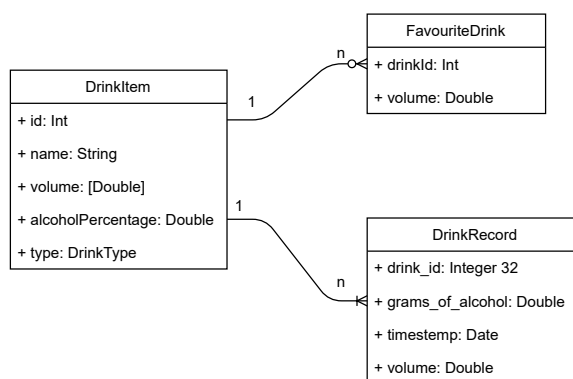 DrinkItem
+ id: Int
+ name: String
+ volume: [Double]
+ alcoholPercentage: Double
+ type: DrinkType
1
n
FavouriteDrink
+ drinkId: Int
+ volume: Double
1
n
DrinkRecord
+ drink_id: Integer 32
+ grams_of_alcohol: Double
+ timestemp: Date
+ volume: Double